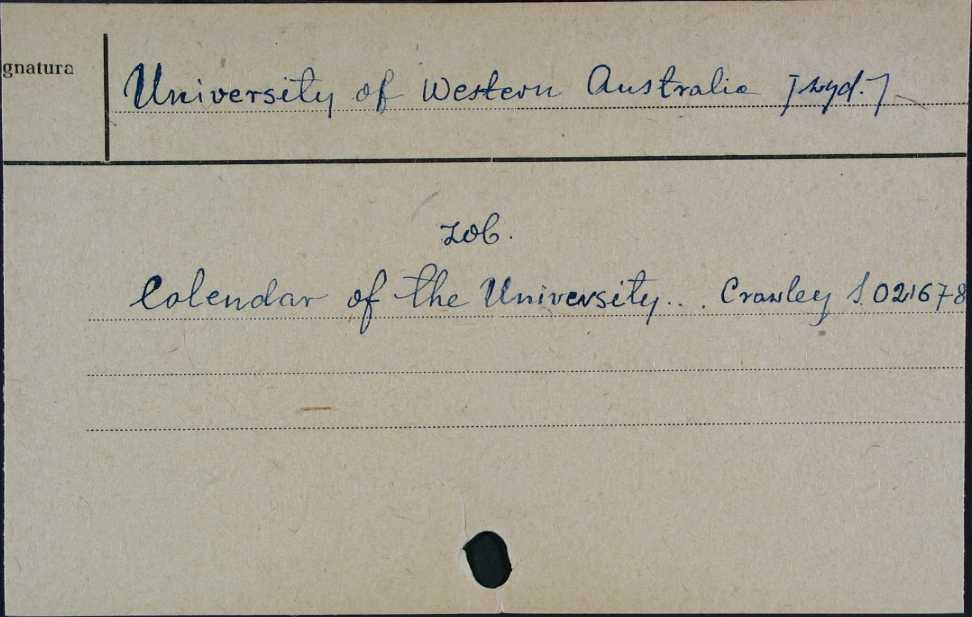 gnatura
University of Western Australia [wyd.]
zob.
Calendar of the University... Crawley S.021678